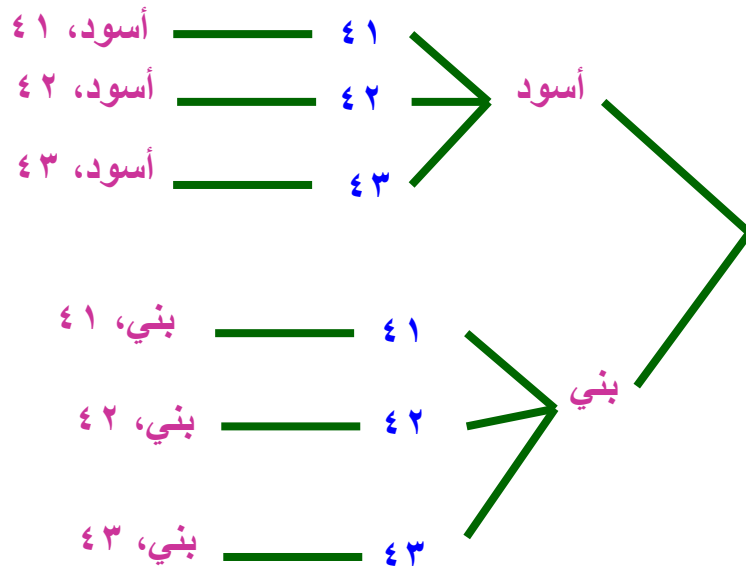 أسود، ٤١ ٤١
أسود، ٤٢ ٤٢ أسود
أسود، ٤٣ ٤٣
بني، ٤١ ٤١
بني
بني، ٤٢ ٤٢
بني، ٤٣ ٤٣